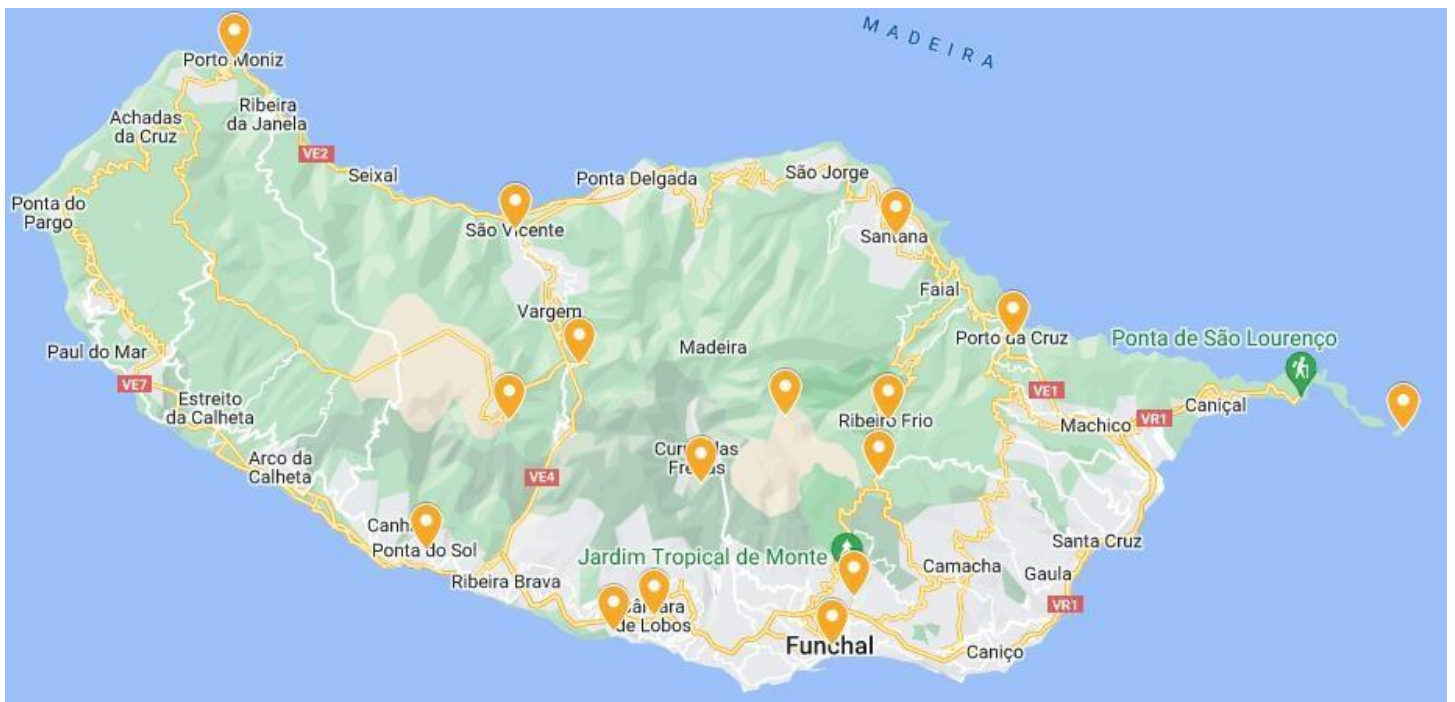 MADEIRA
Porto Moniz
Ribeira
da Janela
Achadas
da Cruz
VE2
Seixal
Ponta Delgada
São Jorge
Ponta do
Pargo
São Vicente
Santana
Faial
Vargem
Porto da Cruz
Ponta de São Lourenço
Paul do Mar
Madeira
VE7
VE1
Estreito
da Calheta
Caniçal
Ribeiro Frio
VR1
Machico
Arco da
Calheta
VE4
Ponta do Sol
Santa Cruz
Jardim Tropical de Monte
Camacha
Gaula
Ribeira Brava
VR1
de Lobos
Funchal
Caniço